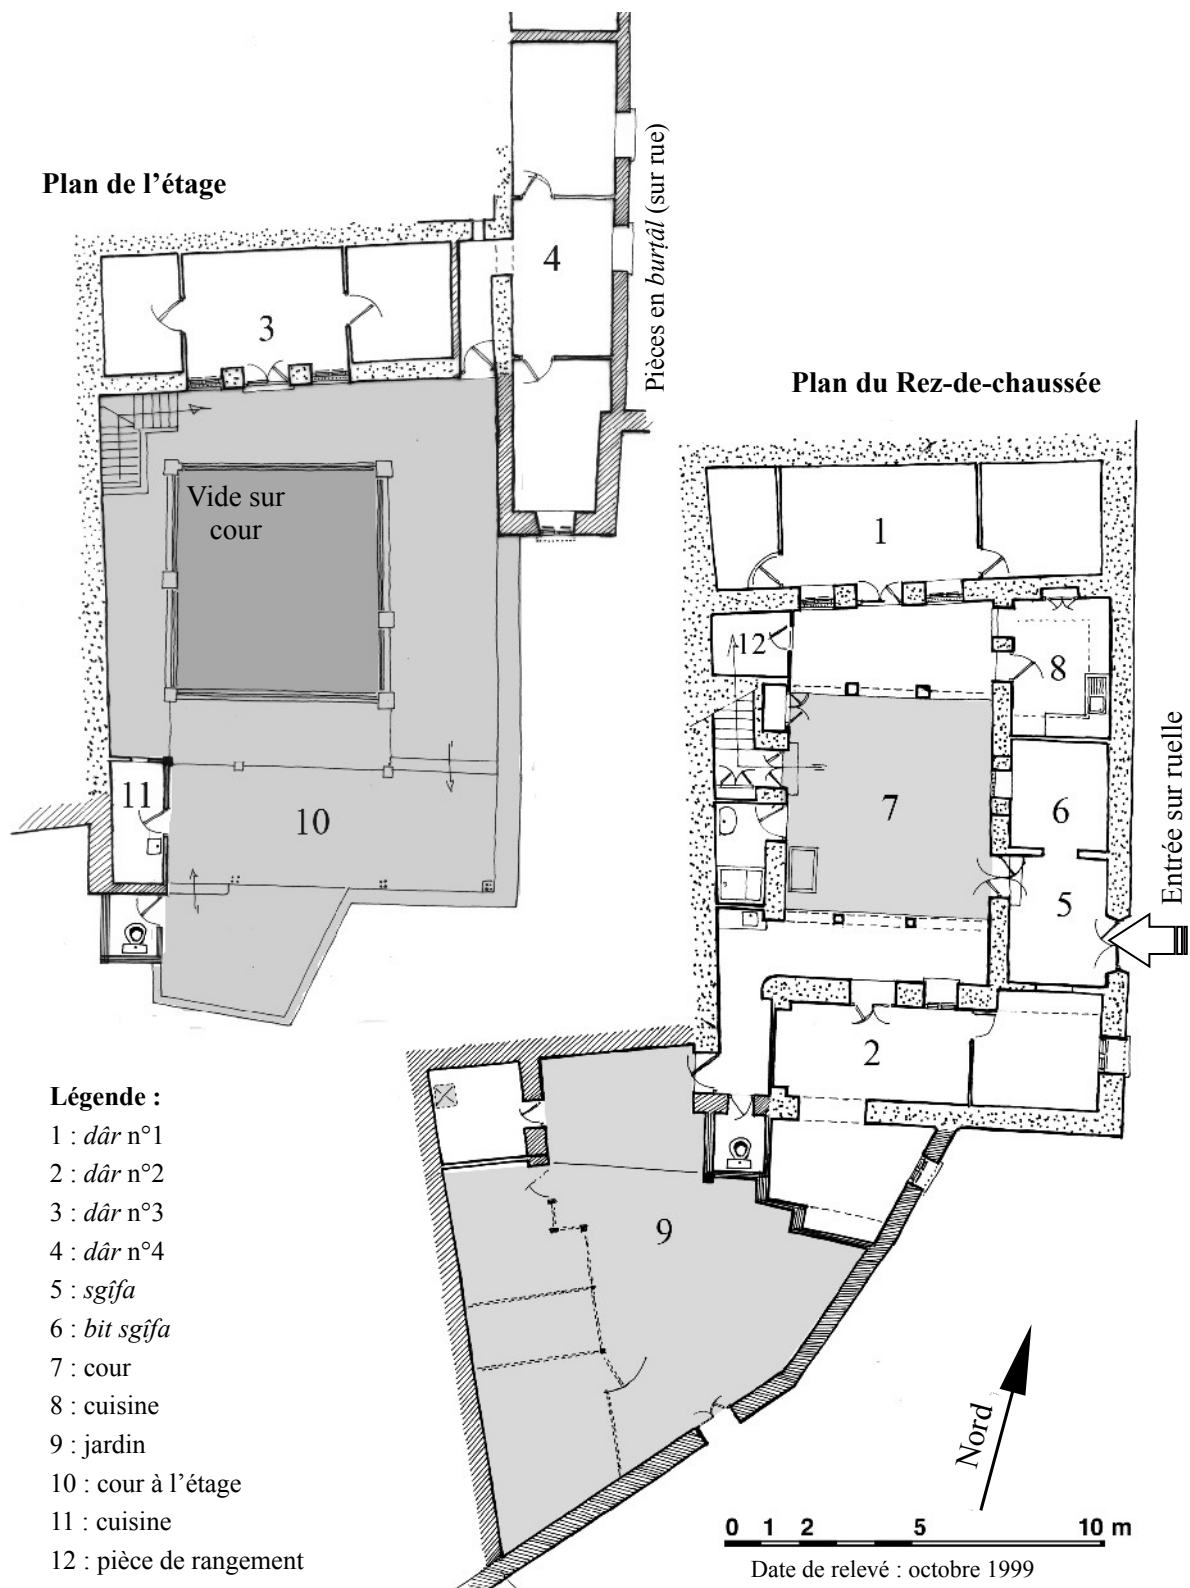 Plan de l'étage
Pièces en burtâl (sur rue)
4
3
Vide sur
cour
11
10
Plan du Rez-de-chaussée
1
12
8
Entrée sur ruelle
7
6
5
2
9
Légende :
1 : dâr n°1
2 : dâr n°2
3 : dâr n°3
4 : dâr n°4
5 : sgîfa
6 : bit sgîfa
7 : cour
8 : cuisine
9 : jardin
10 : cour à l'étage
11 : cuisine
12 : pièce de rangement
Nord
0 1 2 5 10 m
Date de relevé : octobre 1999